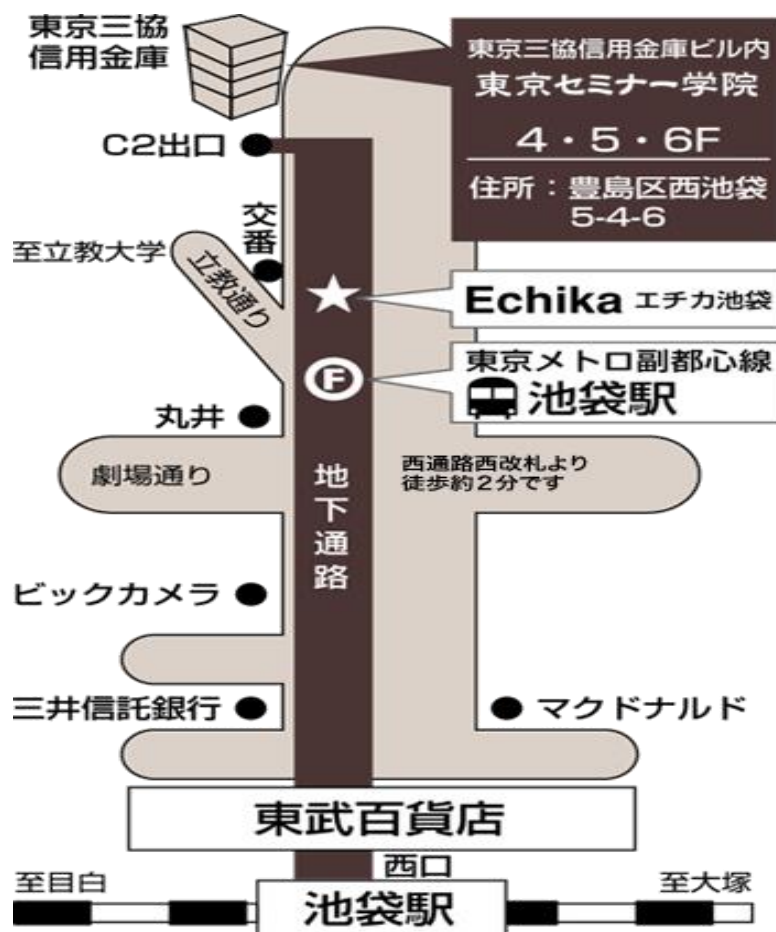 東京三協
信用金庫
東京三協信用金庫ビル内
東京セミナー学院
4・5・6F
住所：豊島区西池袋
5-4-6
C2出口
交番
至立教大学
立教通り
Echika エチカ池袋
東京メトロ副都心線
F
池袋駅
丸井
劇場通り
西通路西改札より
徒歩約2分です
地下通路
ビックカメラ
三井信託銀行
マクドナルド
東武百貨店
西口
至目白
池袋駅
至大塚